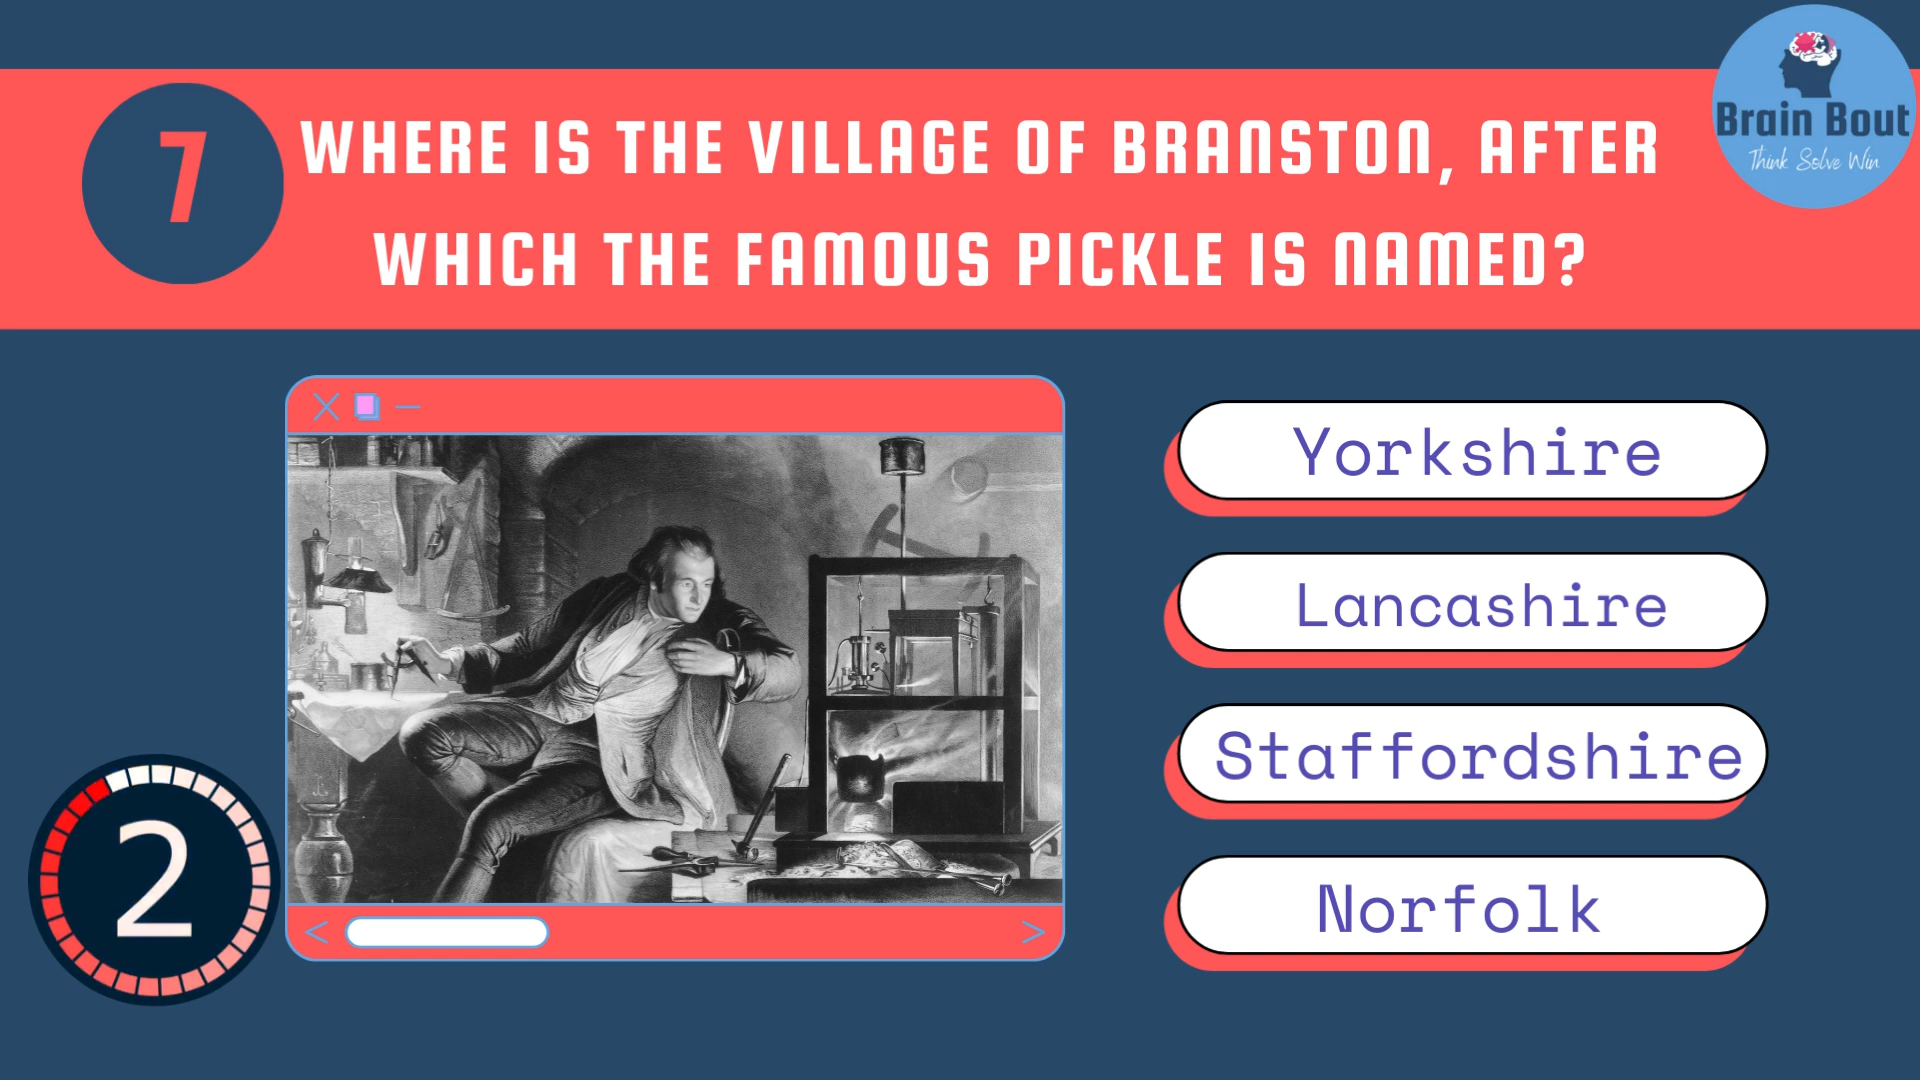 7
WHERE IS THE VILLAGE OF BRANSTON, AFTER
WHICH THE FAMOUS PICKLE IS NAMED?
Brain Bout
Think Solve Win
Yorkshire
Lancashire
Staffordshire
Norfolk
2